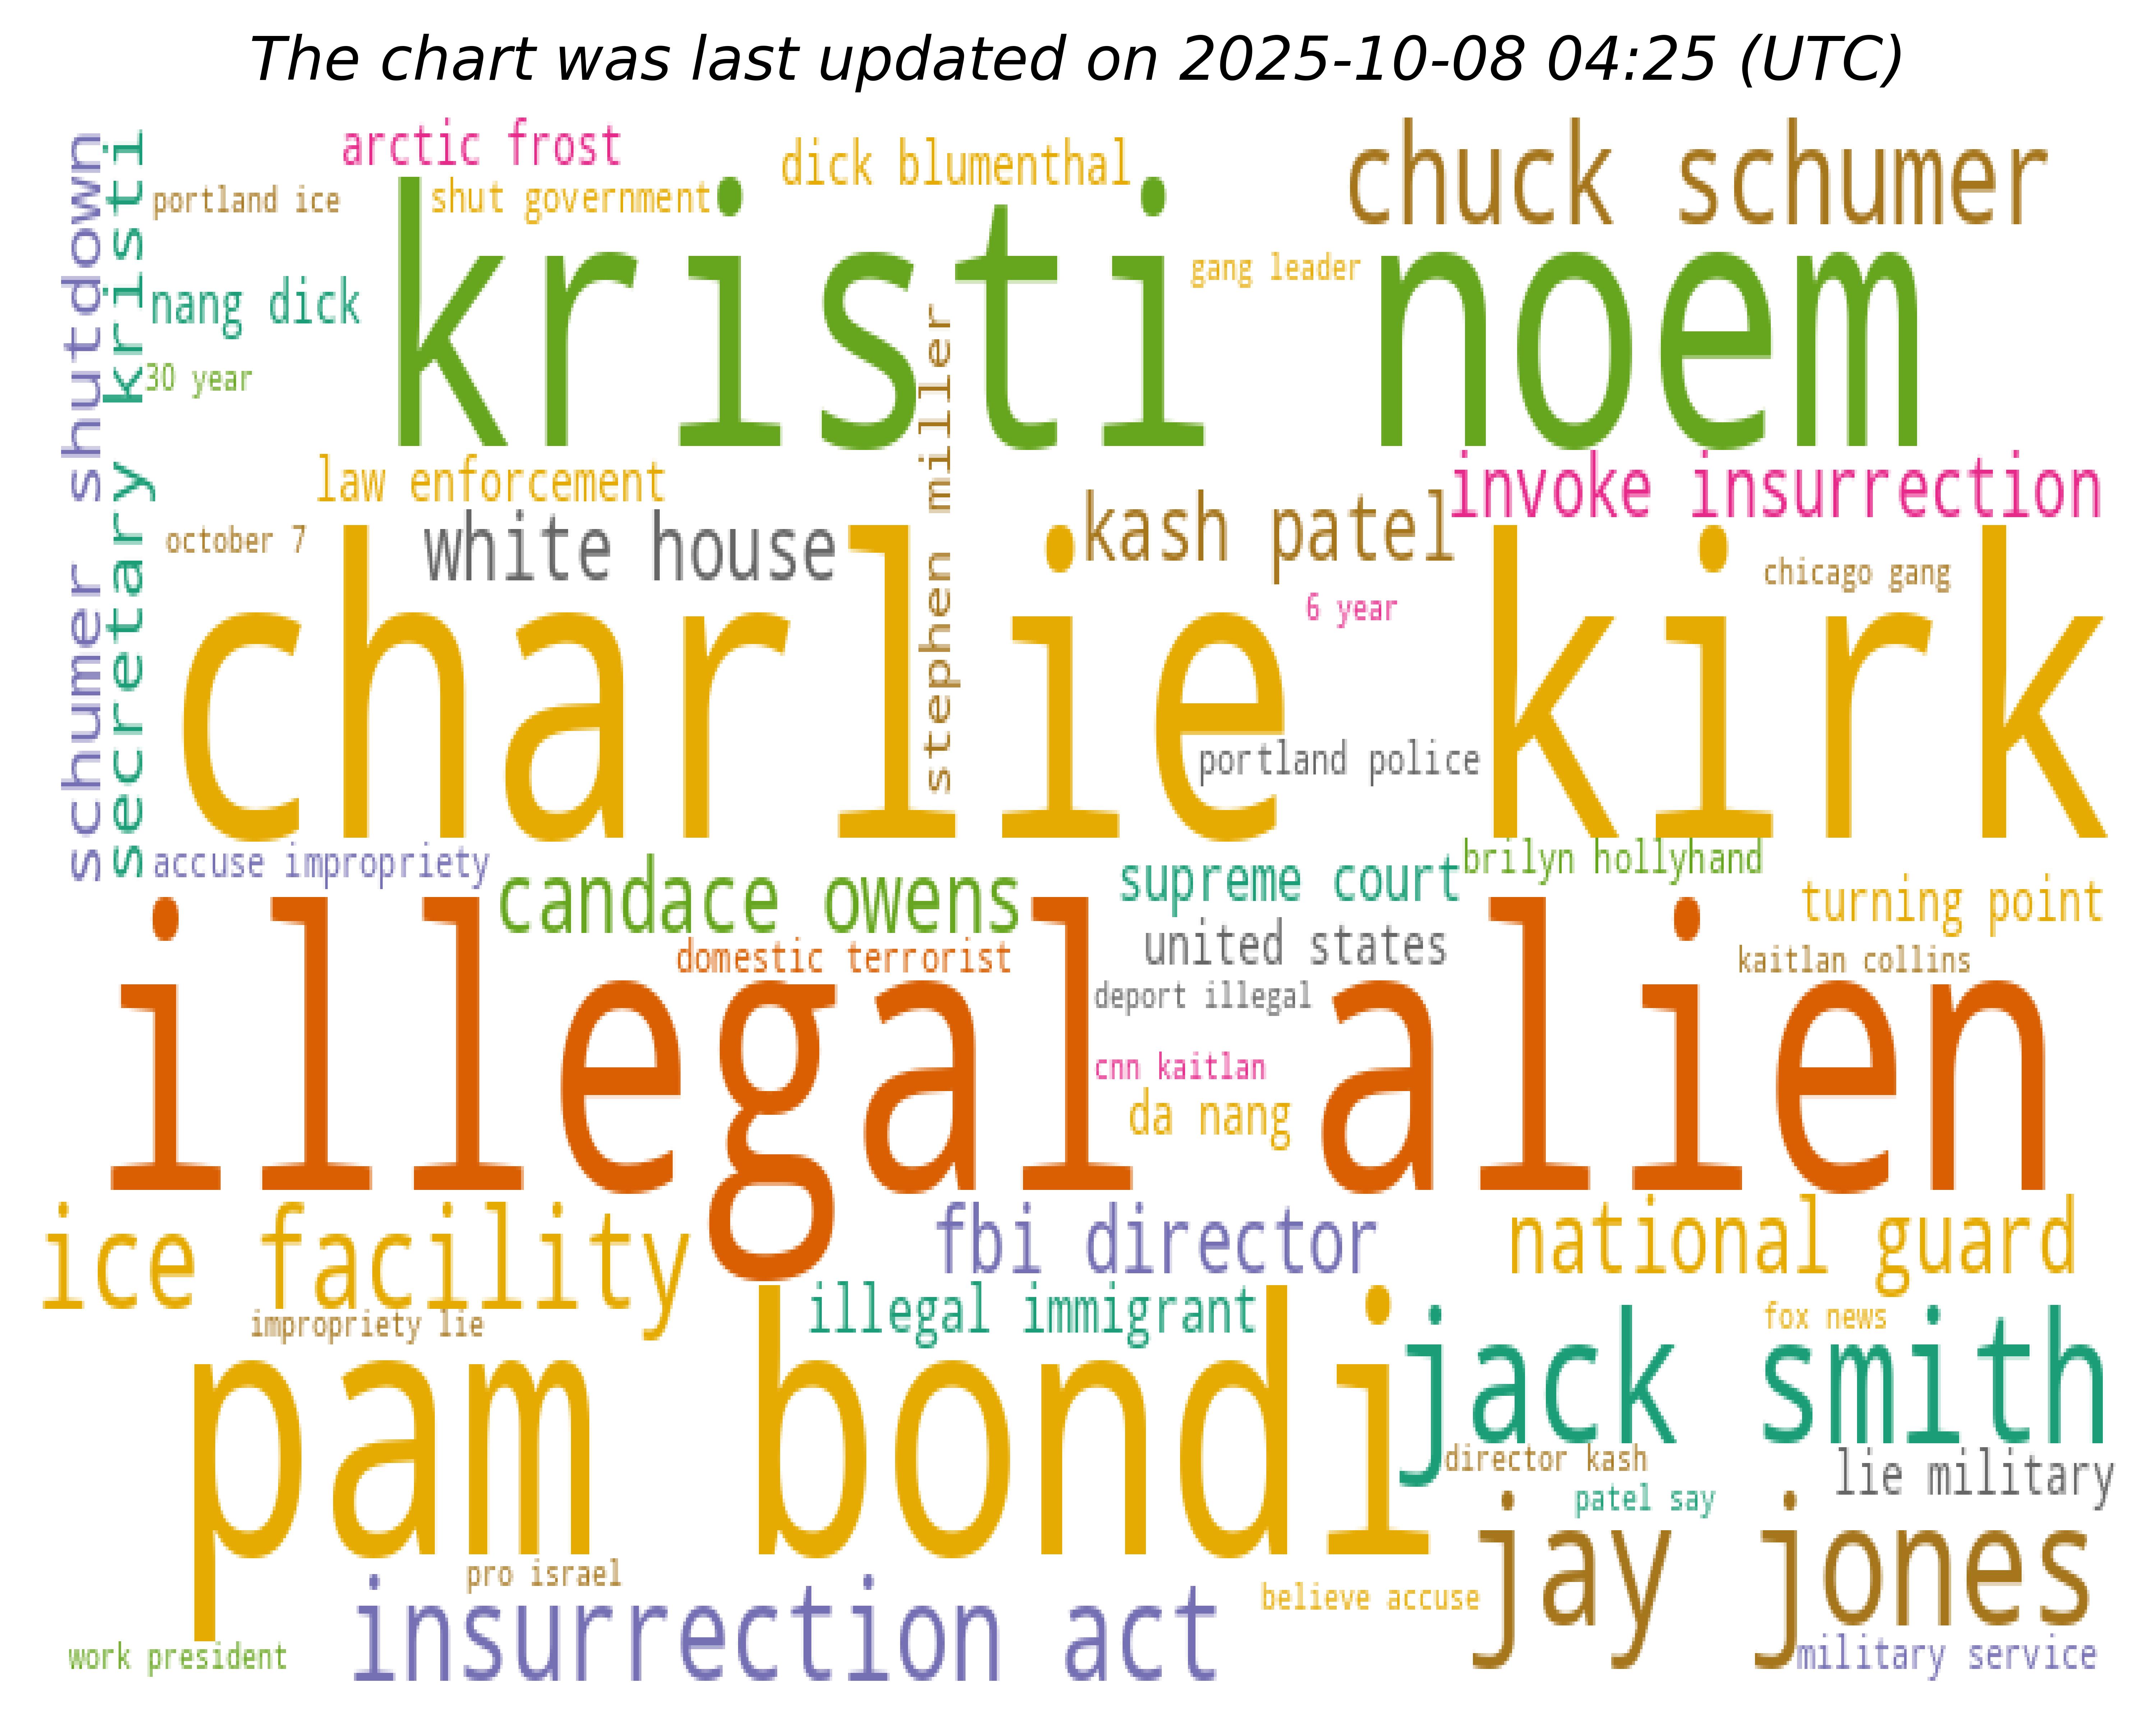 The chart was last updated on 2025-10-08 04:25 (UTC)
schumer shutdown
secretary kristi
arctic frost
dick blumenthal
chuck schumer
portland ice
shut government
kristi noem
gang leader
nang dick
30 year
stephen miller
law enforcement
invoke insurrection
kash patel
october 7
white house
charlie kirk
chicago gang
6 year
portland police
accuse impropriety
candace owens
supreme court
brilyn hollyhand
turning point
domestic terrorist
united states
kaitlan collins
illegal alien
deport illegal
cnn kaitlan
da nang
ice facility
fbi director
national guard
impropriety lie
illegal immigrant
fox news
jack smith
pam bondi
director kash
lie military
patel say
jay jones
pro israel
believe accuse
insurrection act
work president
military service